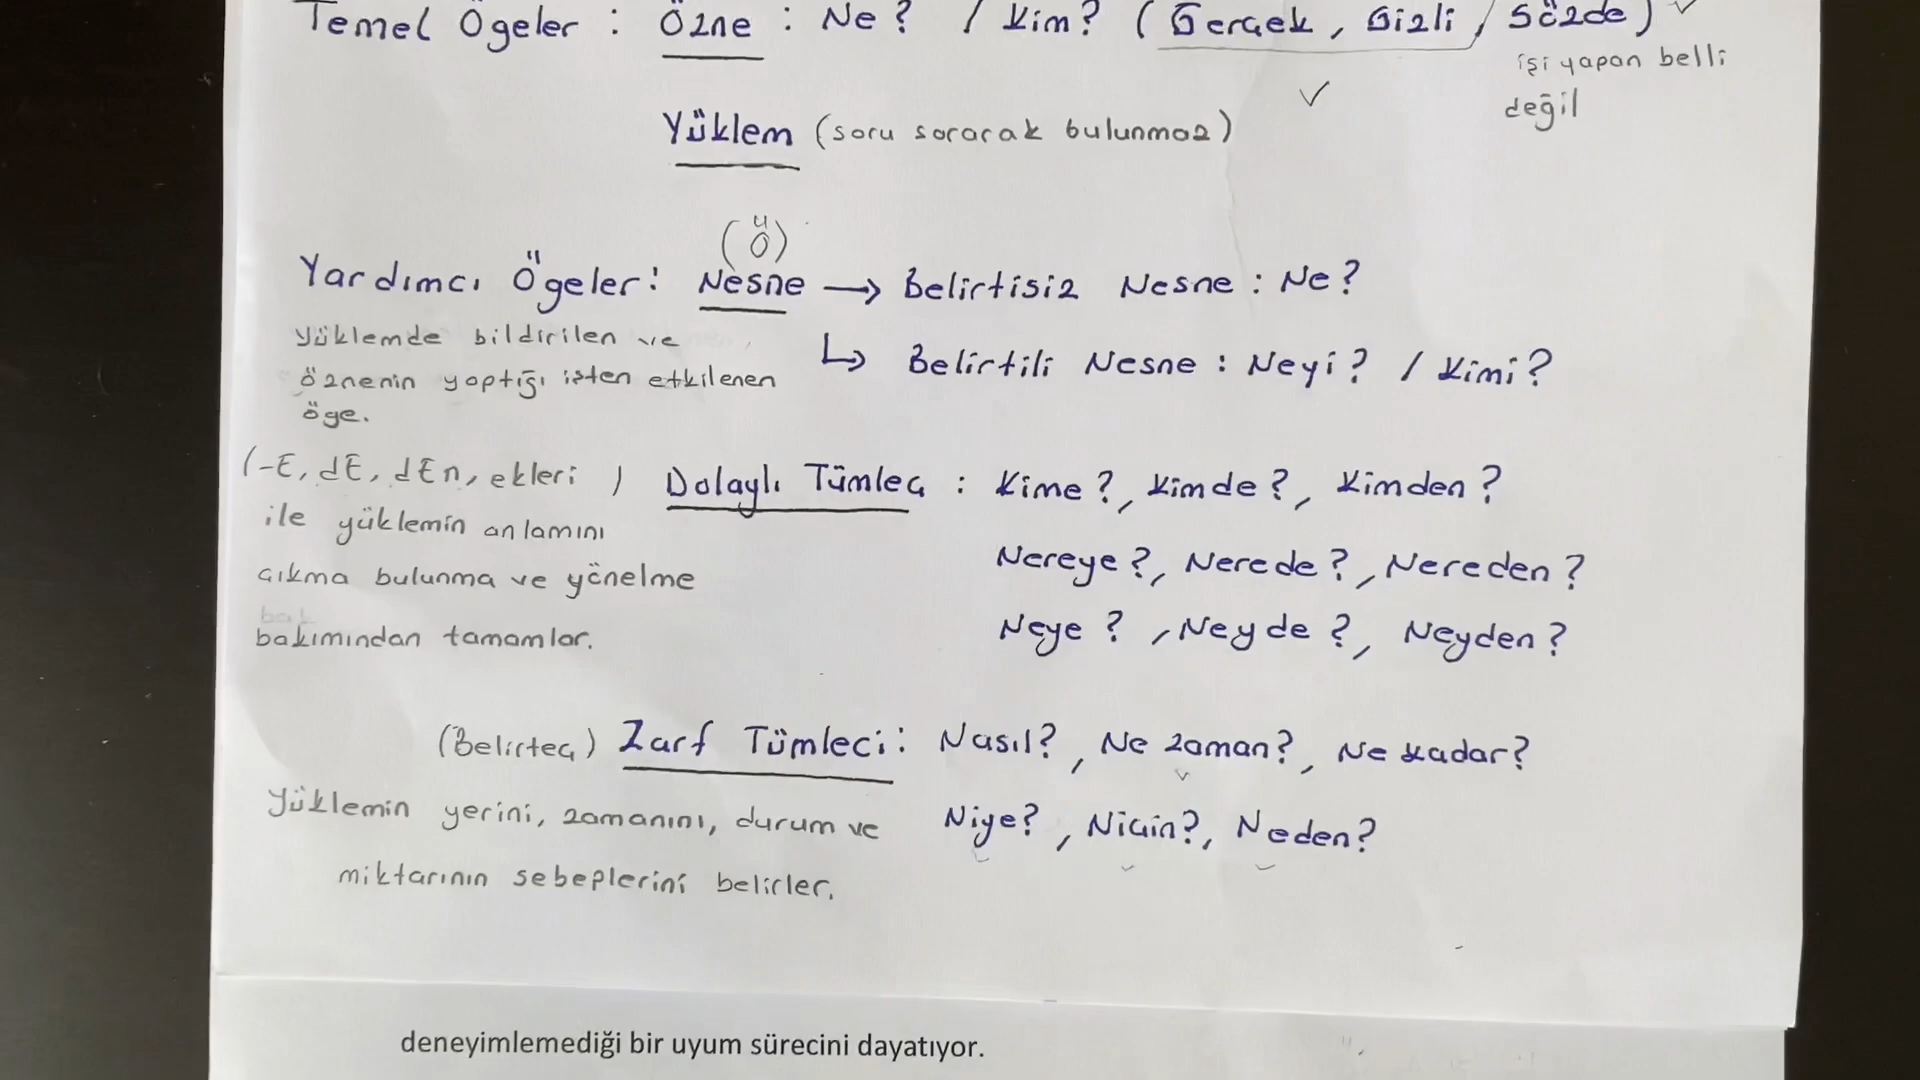 Temel Ögeler : Özne : Ne? / Kim? (Gerçek, Gizli / Sözde)
işi yapan belli
değil
Yüklem (soru sorarak bulunmaz)
(Ö)
Yardımcı Ögeler: Nesne → Belirtisiz Nesne : Ne?
↳ Belirtili Nesne : Neyi? / Kimi?
yüklemde bildirilen ve
öznenin yaptığı işten etkilenen
öge.
(-E, dE, dEn, ekleri) Dolaylı Tümleç : Kime?, Kimde?, Kimden?
ile yüklemin anlamını
çıkma bulunma ve yönelme
bakımından tamamlar.
Nereye?, Nerede?, Nereden?
Neye?, Neyde?, Neyden?
(Belirteç) Zarf Tümleci: Nasıl?, Ne zaman?, Ne kadar?
Yüklemin yerini, zamanını, durum ve
miktarının sebeplerini belirler.
Niye?, Niçin?, Neden?
deneyimlemediği bir uyum sürecini dayatıyor.